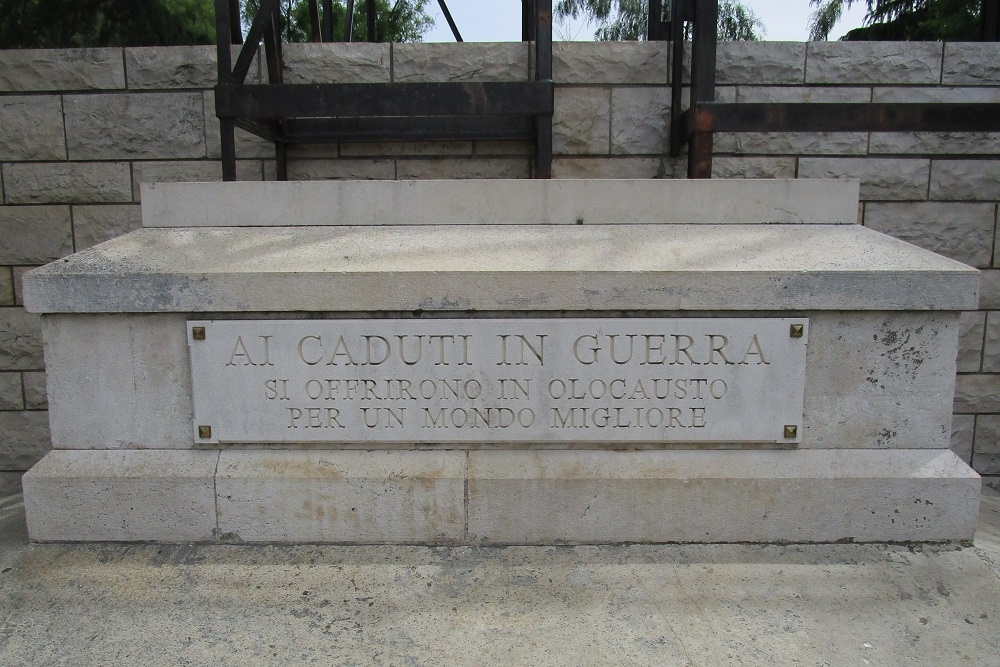 AI CADUTI IN GUERRA
SI OFFRIRONO IN OLOCAUSTO
PER UN MONDO MIGLIORE